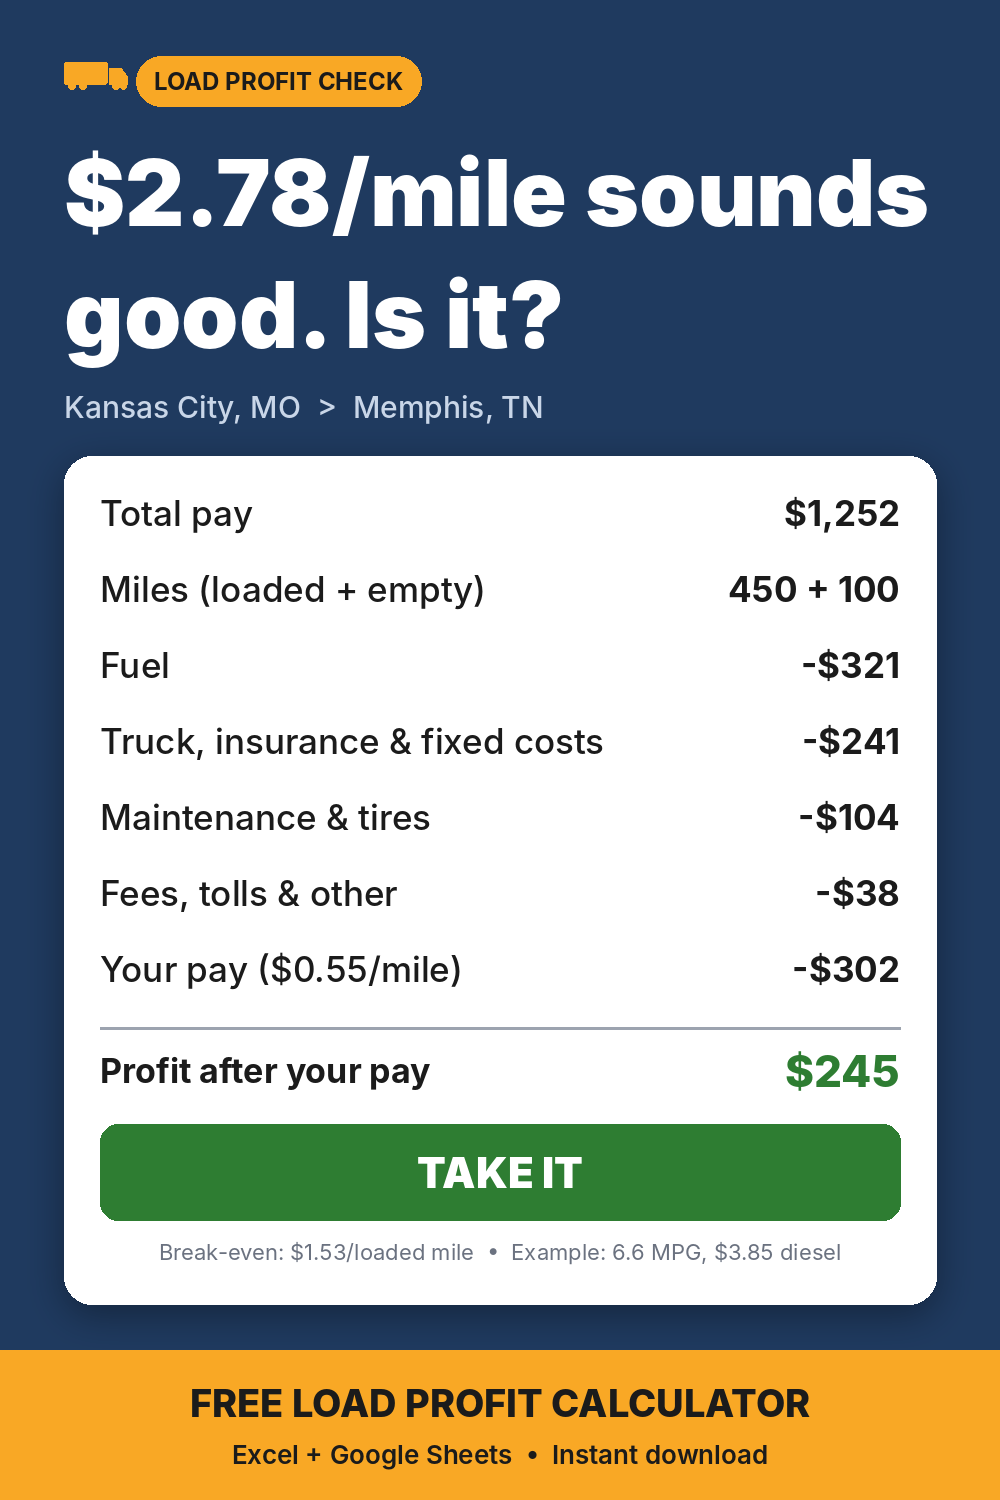 LOAD PROFIT CHECK
$2.78/mile sounds
good. Is it?
Kansas City, MO > Memphis, TN
Total pay $1,252
Miles (loaded + empty) 450 + 100
Fuel -$321
Truck, insurance & fixed costs -$241
Maintenance & tires -$104
Fees, tolls & other -$38
Your pay ($0.55/mile) -$302
Profit after your pay $245
TAKE IT
Break-even: $1.53/loaded mile • Example: 6.6 MPG, $3.85 diesel
FREE LOAD PROFIT CALCULATOR
Excel + Google Sheets • Instant download